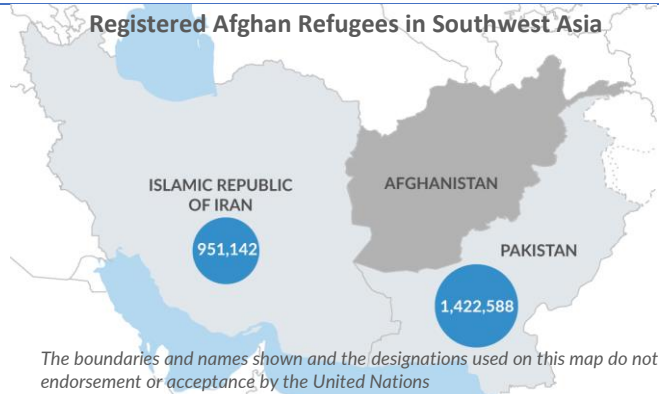 Registered Afghan Refugees in Southwest Asia
ISLAMIC REPUBLIC
OF IRAN
951,142
AFGHANISTAN
PAKISTAN
1,422,588
The boundaries and names shown and the designations used on this map do not
endorsement or acceptance by the United Nations